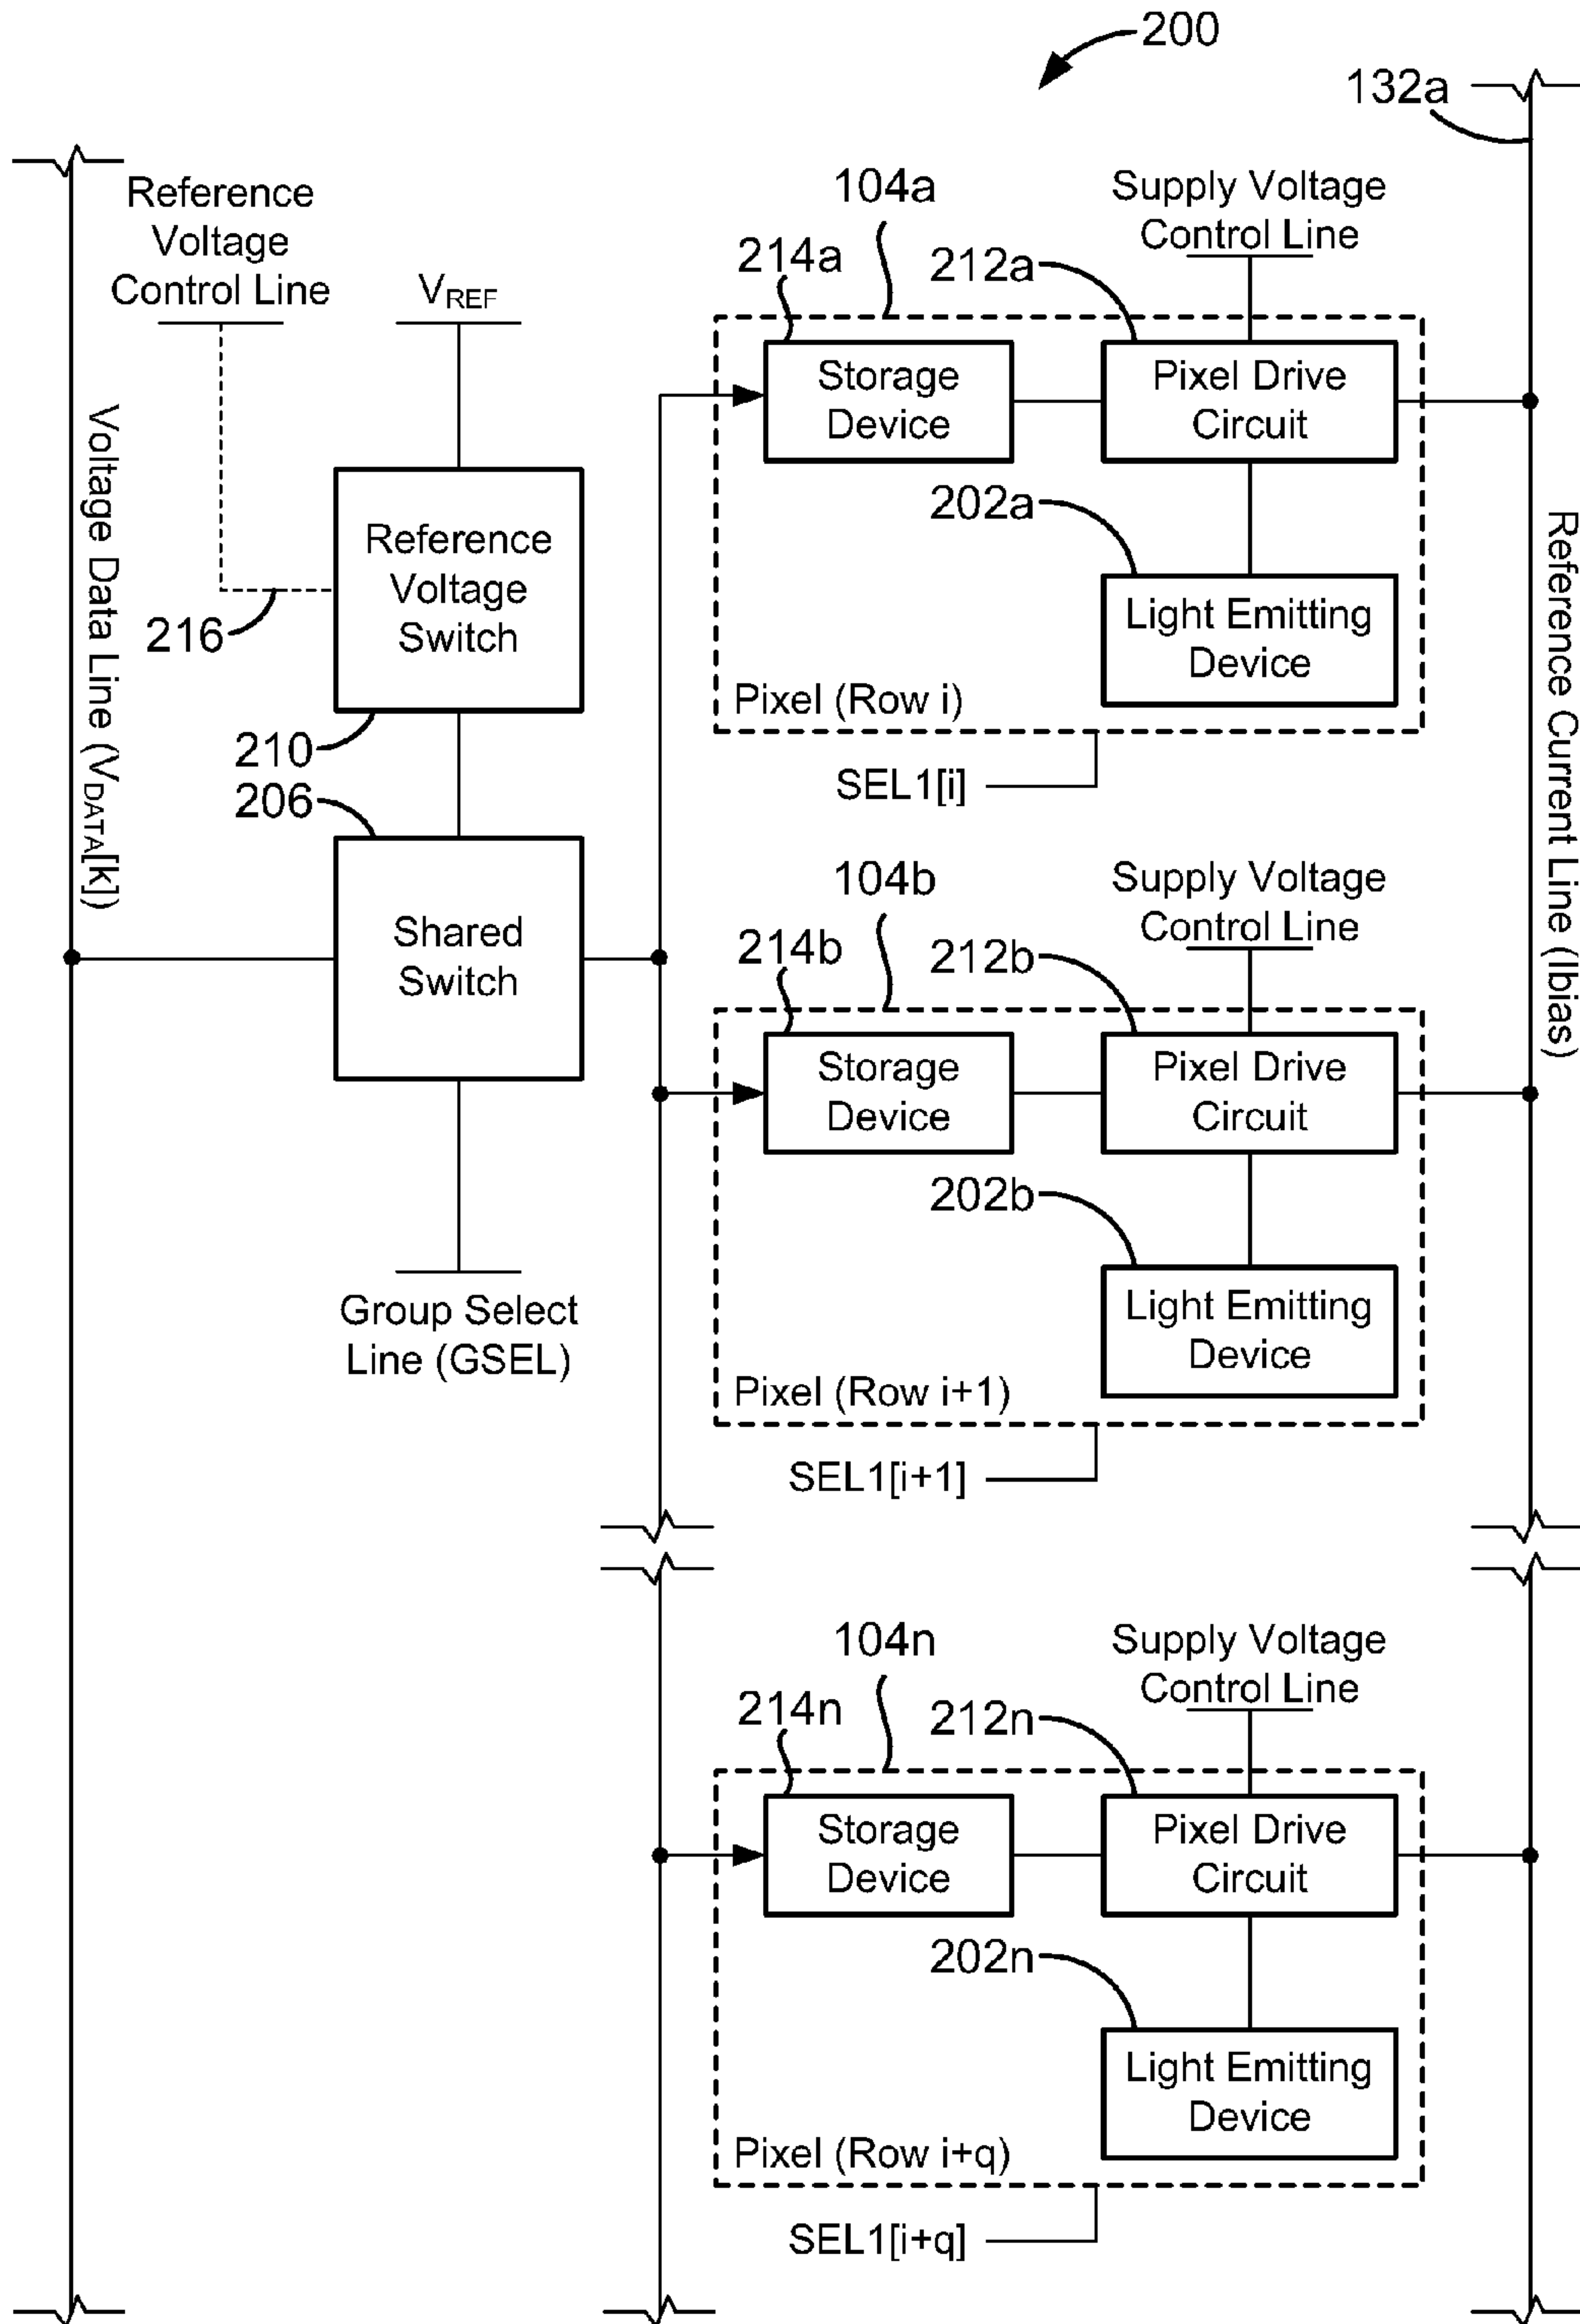 200
132a
Reference
Voltage
Control Line
VREF
Voltage Data Line (VDATA[k])
216
Reference
Voltage
Switch
210
206
Shared
Switch
Group Select
Line (GSEL)
104a
Supply Voltage
Control Line
214a
212a
Storage
Device
Pixel Drive
Circuit
202a
Light Emitting
Device
Pixel (Row i)
SEL1[i]
104b
Supply Voltage
Control Line
214b
212b
Storage
Device
Pixel Drive
Circuit
202b
Light Emitting
Device
Pixel (Row i+1)
SEL1[i+1]
104n
Supply Voltage
Control Line
214n
212n
Storage
Device
Pixel Drive
Circuit
202n
Light Emitting
Device
Pixel (Row i+q)
SEL1[i+q]
Reference Current Line (Ibias)